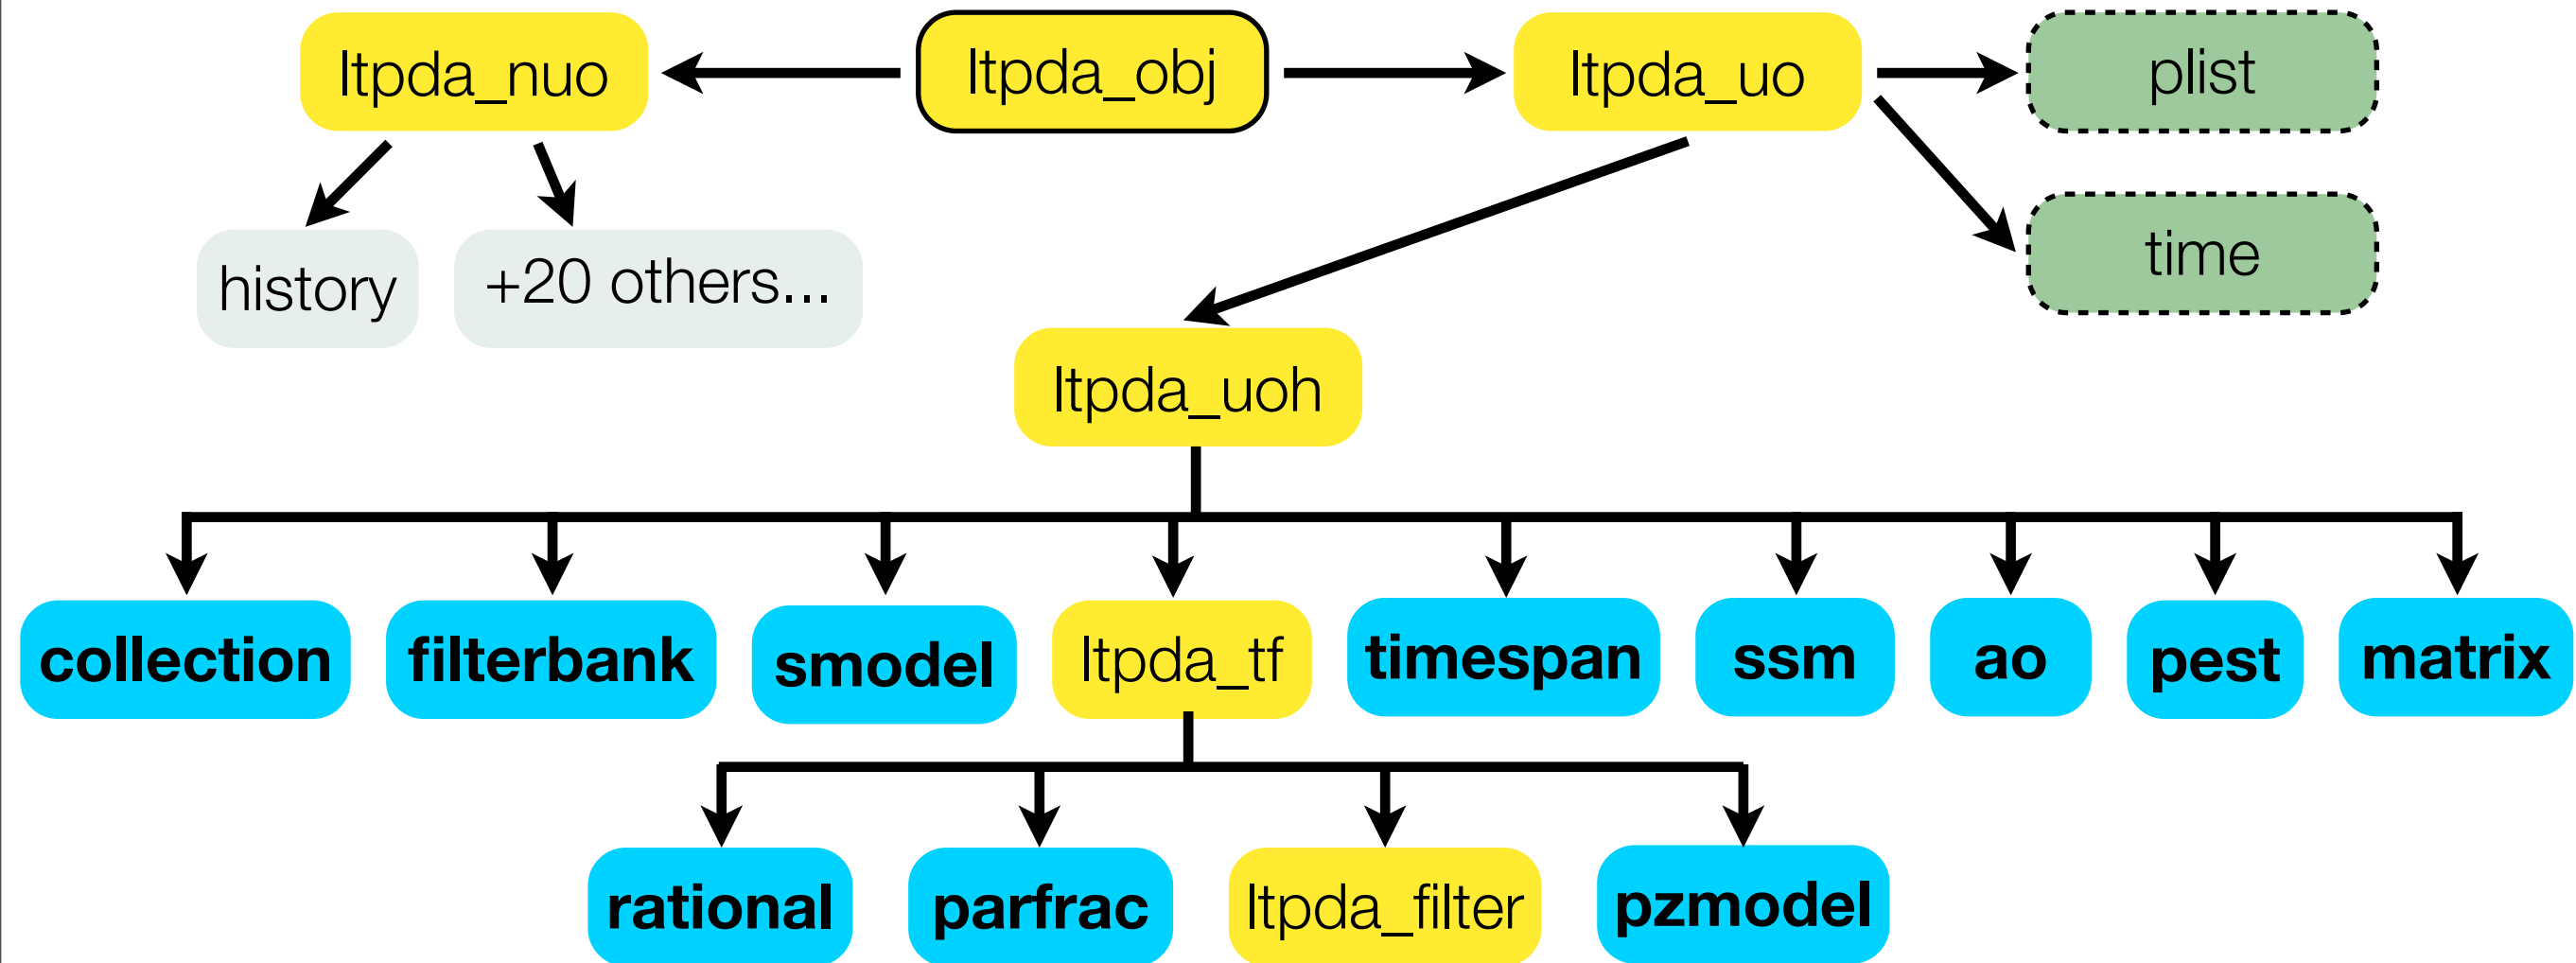 ltpda_nuo
ltpda_obj
ltpda_uo
plist
time
history
+20 others...
ltpda_uoh
collection
filterbank
smodel
ltpda_tf
timespan
ssm
ao
pest
matrix
rational
parfrac
ltpda_filter
pzmodel